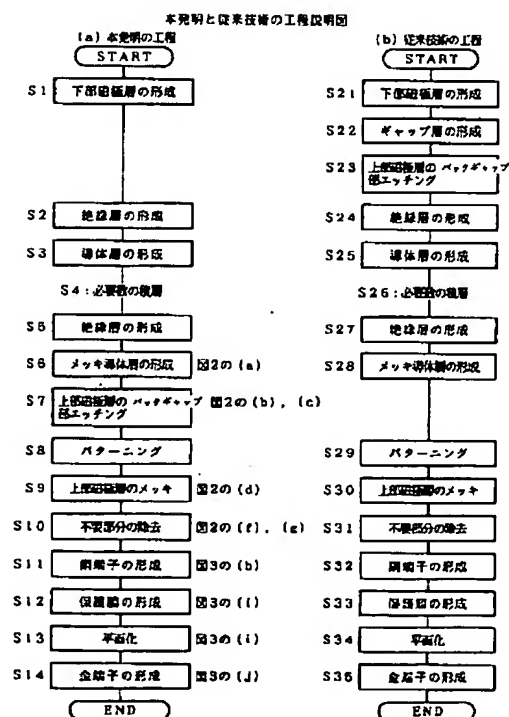 本発明と従来技術の工程説明図
(a) 本発明の工程
START
S1 下部磁極層の形成
S2 絶縁層の形成
S3 導体層の形成
S4:必要数の積層
S5 絶縁層の形成
S6 メッキ導体層の形成 図2の(a)
S7 上部磁極層のバックギャップ 図2の(b),(c)
部エッチング
S8 パターニング
S9 上部磁極層のメッキ 図2の(d)
S10 不要部分の除去 図2の(f),(g)
S11 銅端子の形成 図3の(h)
S12 保護膜の形成 図3の(i)
S13 平面化 図3の(i)
S14 金端子の形成 図3の(j)
END
(b) 従来技術の工程
START
S21 下部磁極層の形成
S22 ギャップ層の形成
S23 上部磁極層のバックギャップ
部エッチング
S24 絶縁層の形成
S25 導体層の形成
S26:必要数の積層
S27 絶縁層の形成
S28 メッキ導体層の形成
S29 パターニング
S30 上部磁極層のメッキ
S31 不要部分の除去
S32 銅端子の形成
S33 保護膜の形成
S34 平面化
S35 金端子の形成
END